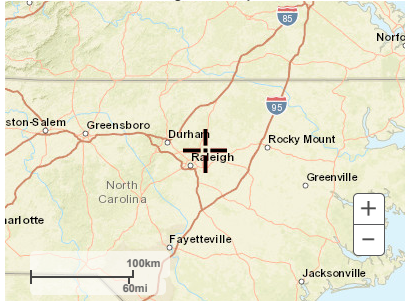 85
Norfo
95
ston-Salem
Greensboro
Durham
Rocky Mount
Raleigh
North
Carolina
Greenville
harlotte
+
−
Fayetteville
100km
60mi
Jacksonville